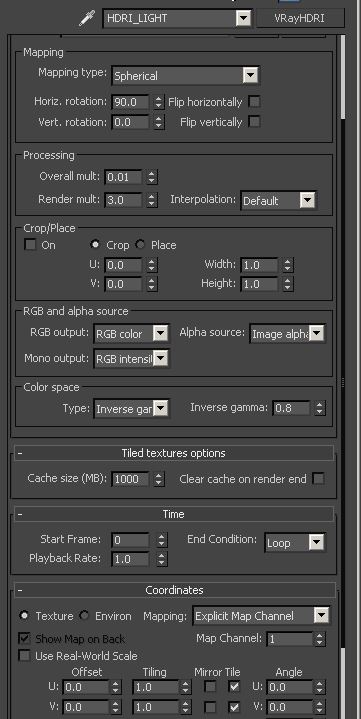 HDRI_LIGHT VRayHDRI
Mapping
Mapping type: Spherical
Horiz. rotation: 90.0 Flip horizontally
Vert. rotation: 0.0 Flip vertically
Processing
Overall mult: 0.01
Render mult: 3.0 Interpolation: Default
Crop/Place
On Crop Place
U: 0.0 Width: 1.0
V: 0.0 Height: 1.0
RGB and alpha source
RGB output: RGB color Alpha source: Image alpha
Mono output: RGB intensit
Color space
Type: Inverse gam Inverse gamma: 0.8
- Tiled textures options
Cache size (MB): 1000 Clear cache on render end
- Time
Start Frame: 0 End Condition: Loop
Playback Rate: 1.0
- Coordinates
Texture Environ Mapping: Explicit Map Channel
Show Map on Back Map Channel: 1
Use Real-World Scale
Offset Tiling Mirror Tile Angle
U: 0.0 1.0 U: 0.0
V: 0.0 1.0 V: 0.0